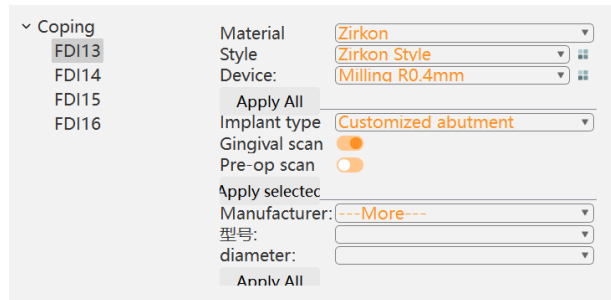 Coping
FDI13
FDI14
FDI15
FDI16
Material Zirkon
Style Zirkon Style
Device: Milling R0.4mm
Apply All
Implant type Customized abutment
Gingival scan
Pre-op scan
Apply selected
Manufacturer: ---More---
型号:
diameter:
Apply All